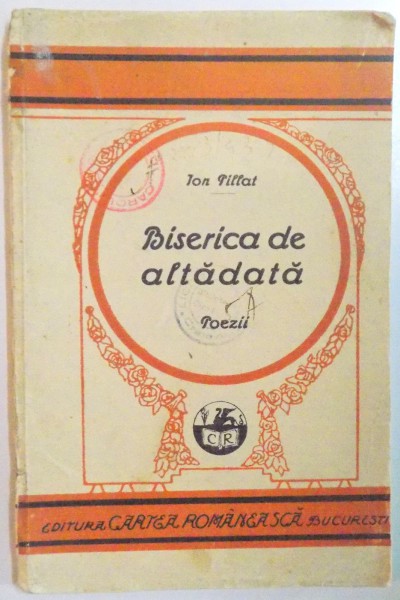 Ion Pillat
Biserica de
altădată
Poezii
C R
EDITURA CARTEA ROMÂNEASCĂ BUCUREȘTI